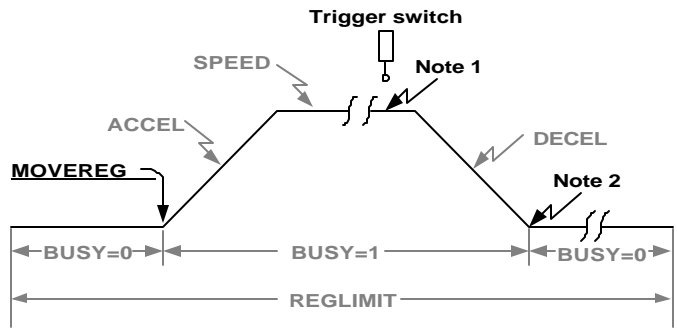 Trigger switch
SPEED
Note 1
ACCEL
DECEL
MOVEREG
Note 2
BUSY=0
BUSY=1
BUSY=0
REGLIMIT